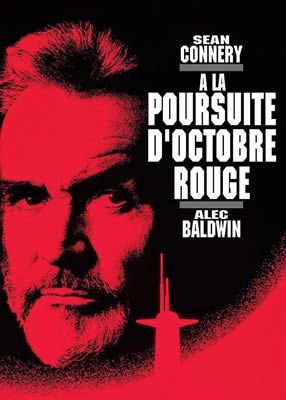 SEAN
CONNERY
A LA
POURSUITE
D'OCTOBRE
ROUGE
ALEC
BALDWIN